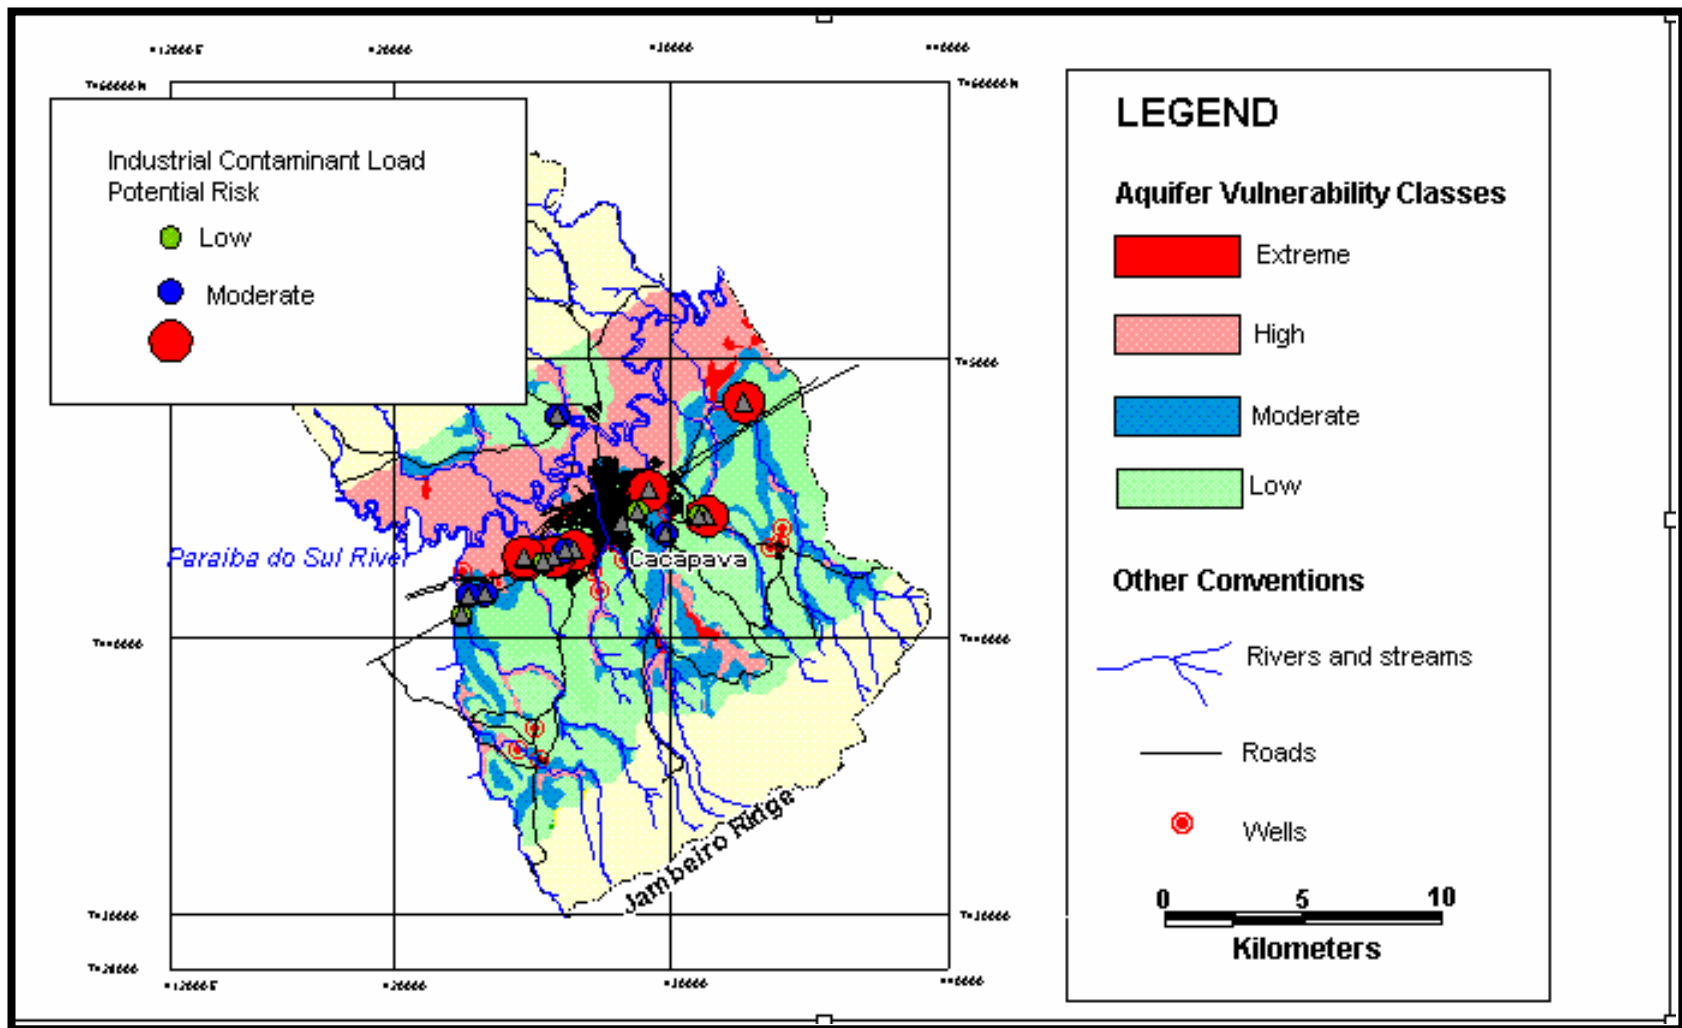 Industrial Contaminant Load
Potential Risk
Low
Moderate
Paraiba do Sul River
Cacapava
Jambeiro Ridge
LEGEND
Aquifer Vulnerability Classes
Extreme
High
Moderate
Low
Other Conventions
Rivers and streams
Roads
Wells
0 5 10
Kilometers